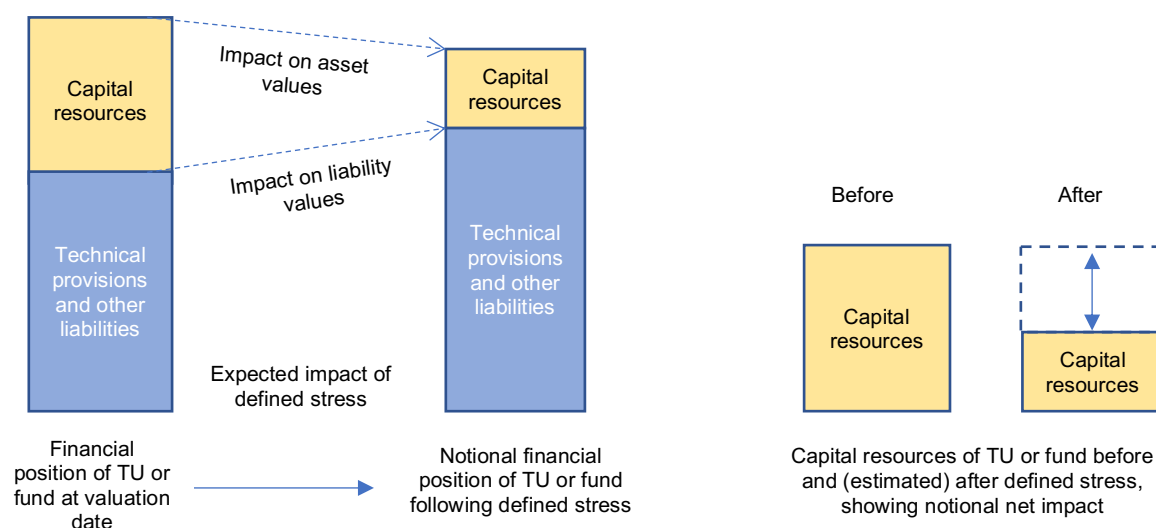 Capital
resources
Impact on asset
values
Capital
resources
Impact on liability
values
Technical
provisions
and other
liabilities
Technical
provisions
and other
liabilities
Expected impact of
defined stress
Financial
position of TU or
fund at valuation
date
Notional financial
position of TU or fund
following defined stress
Before
After
Capital
resources
Capital
resources
Capital resources of TU or fund before
and (estimated) after defined stress,
showing notional net impact